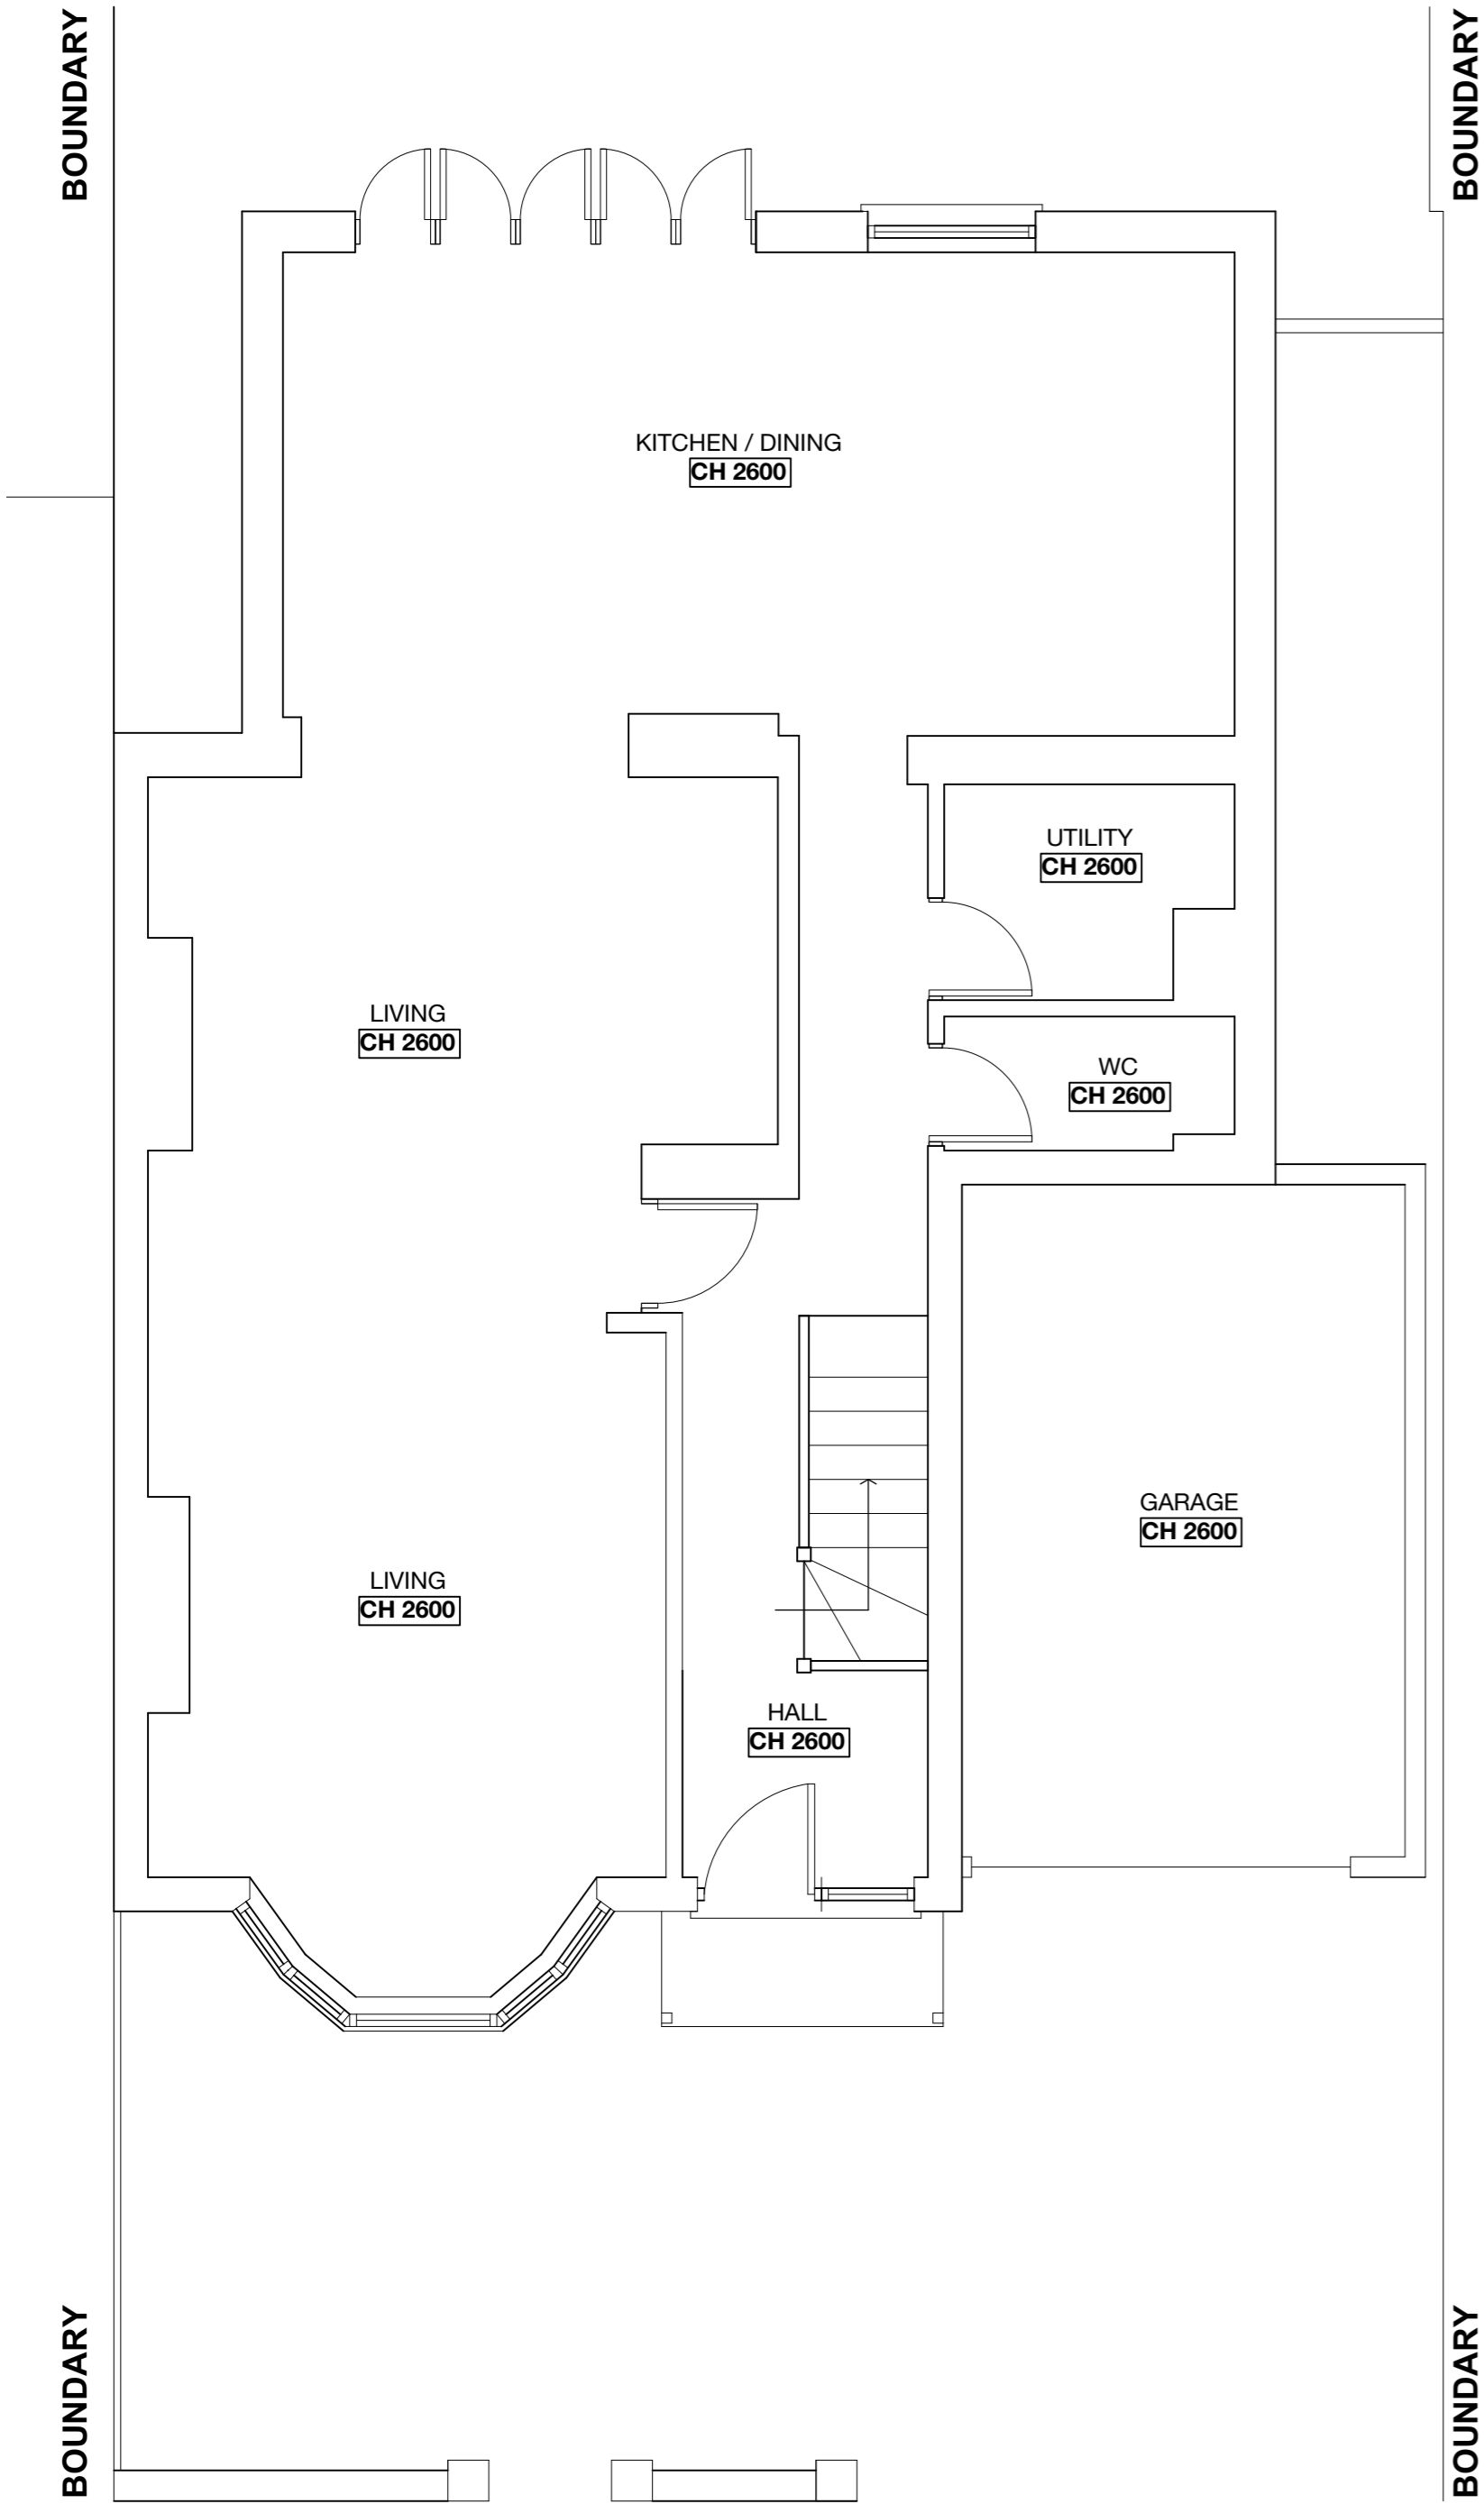 BOUNDARY
BOUNDARY
KITCHEN / DINING
CH 2600
UTILITY
CH 2600
LIVING
CH 2600
WC
CH 2600
GARAGE
CH 2600
LIVING
CH 2600
HALL
CH 2600
BOUNDARY
BOUNDARY